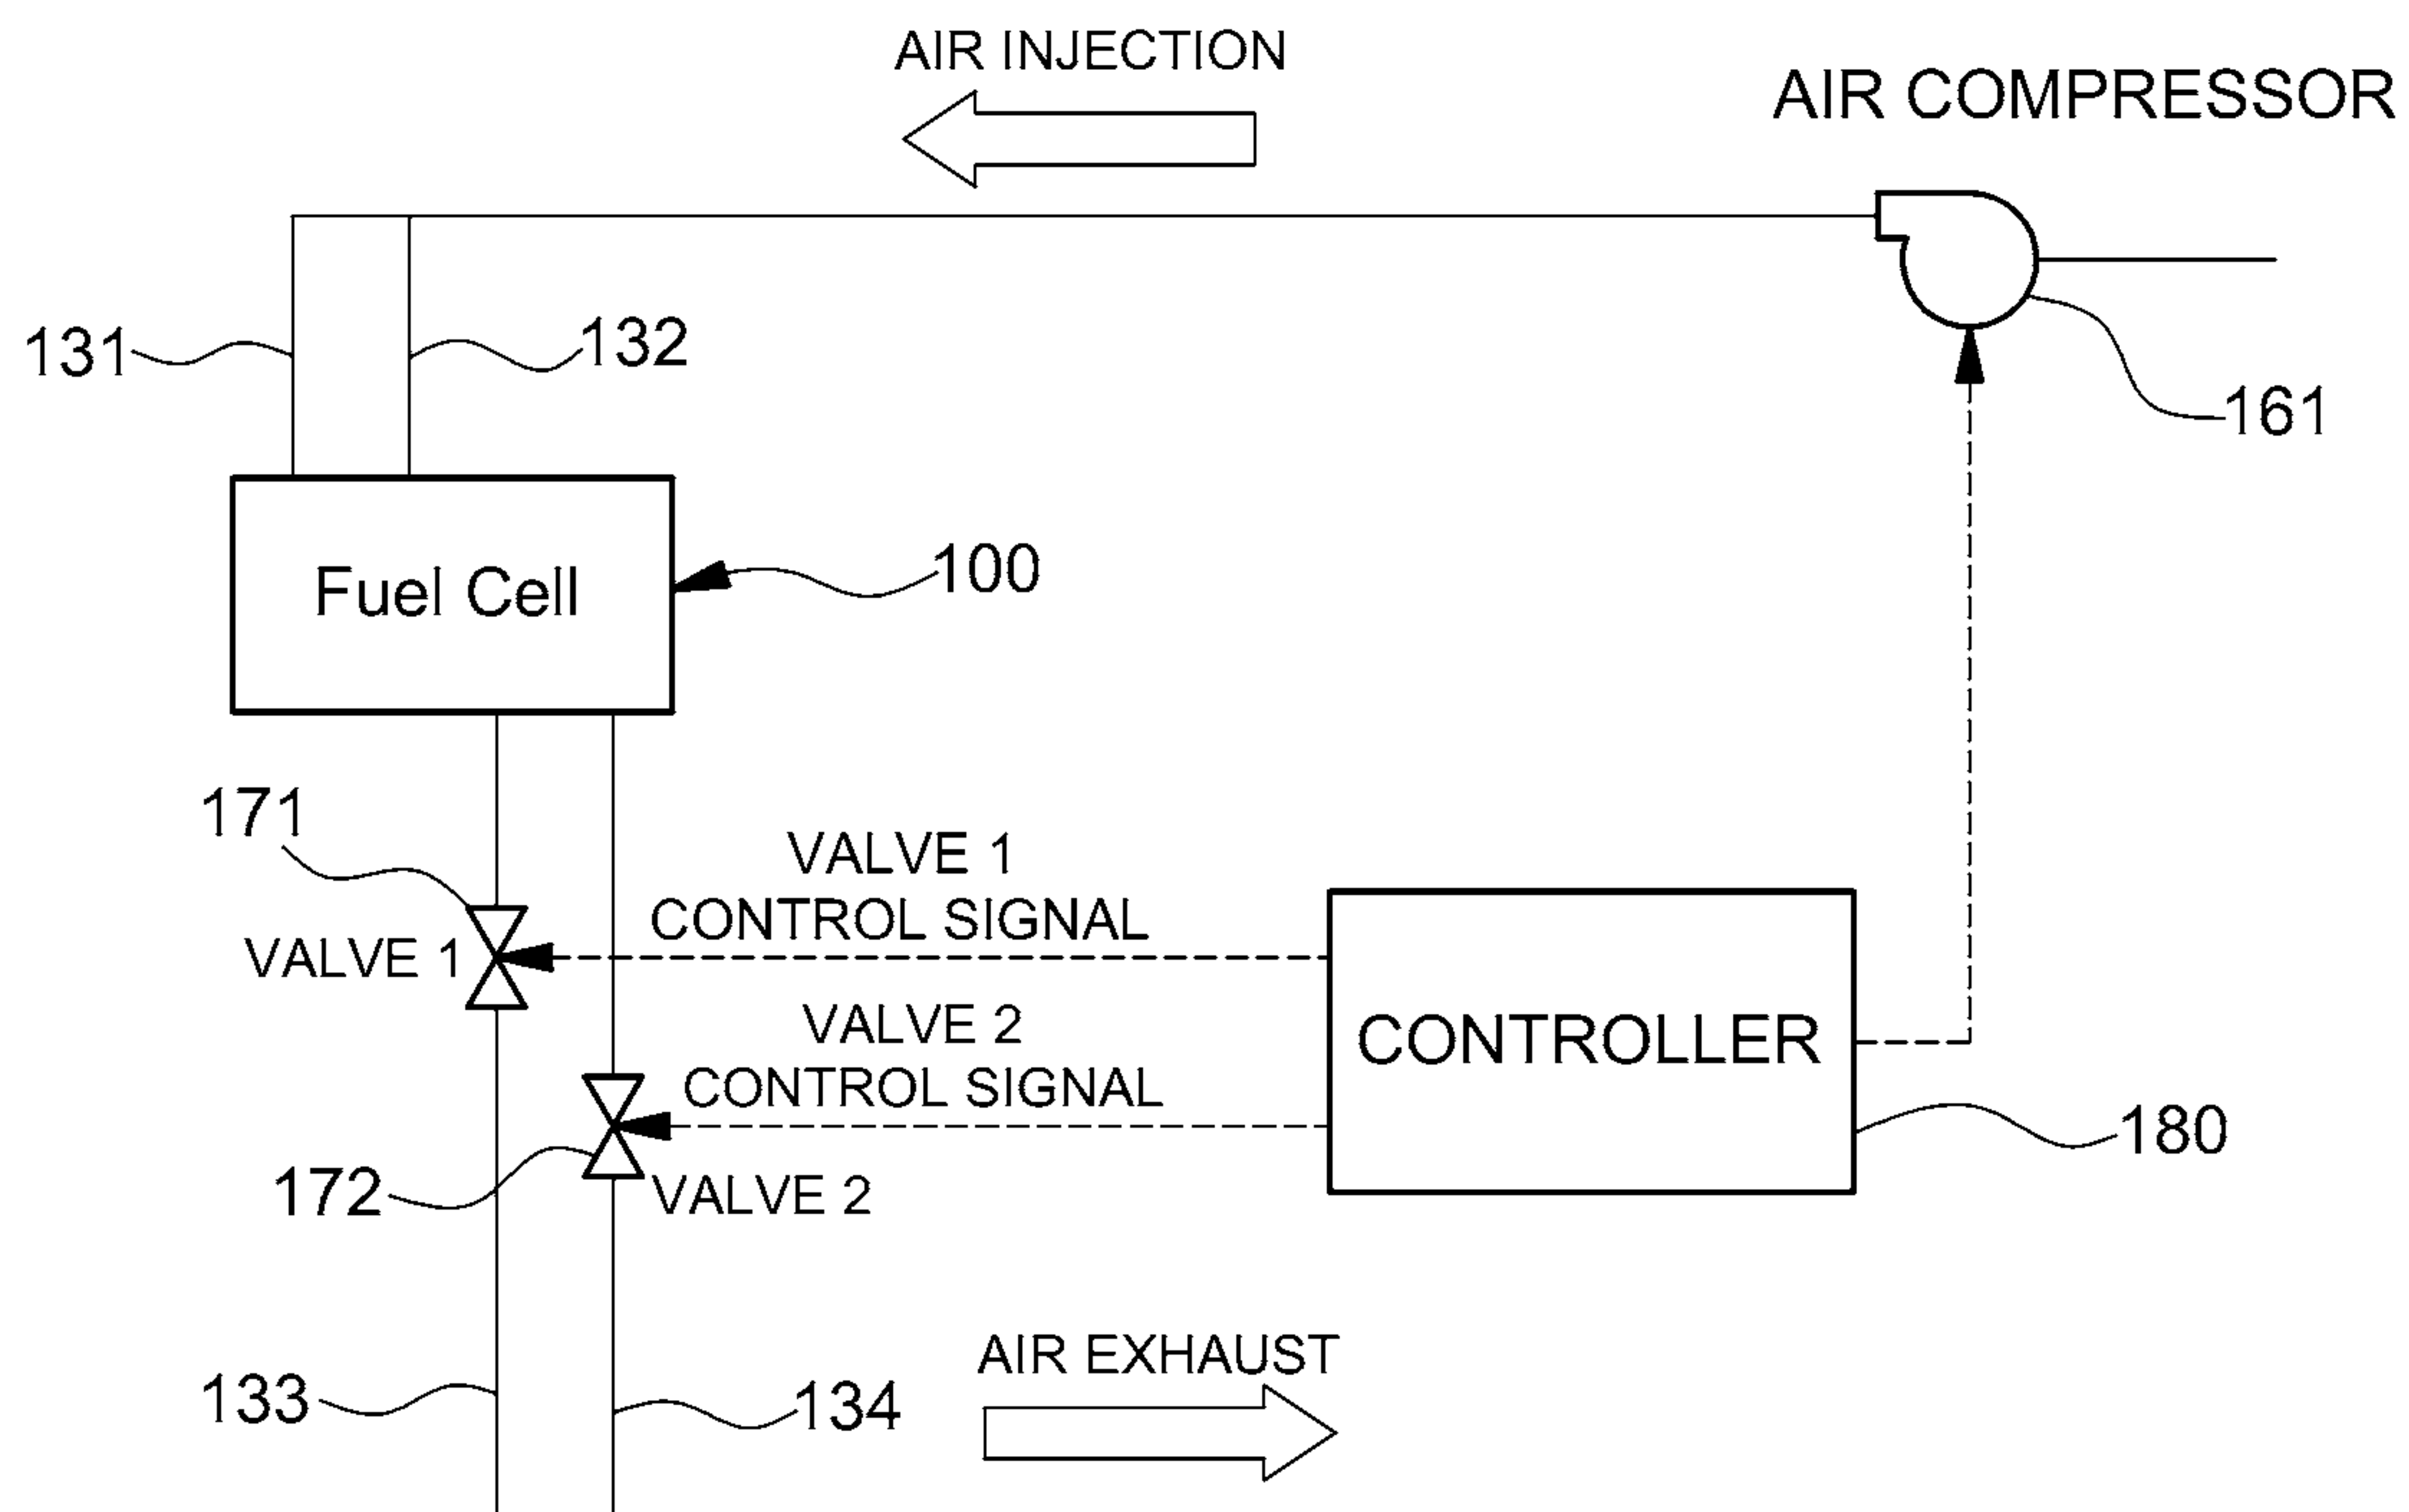 AIR INJECTION
AIR COMPRESSOR
131
132
161
Fuel Cell
100
171
VALVE 1
CONTROL SIGNAL
VALVE 1
VALVE 2
CONTROL SIGNAL
CONTROLLER
180
172
VALVE 2
AIR EXHAUST
133
134